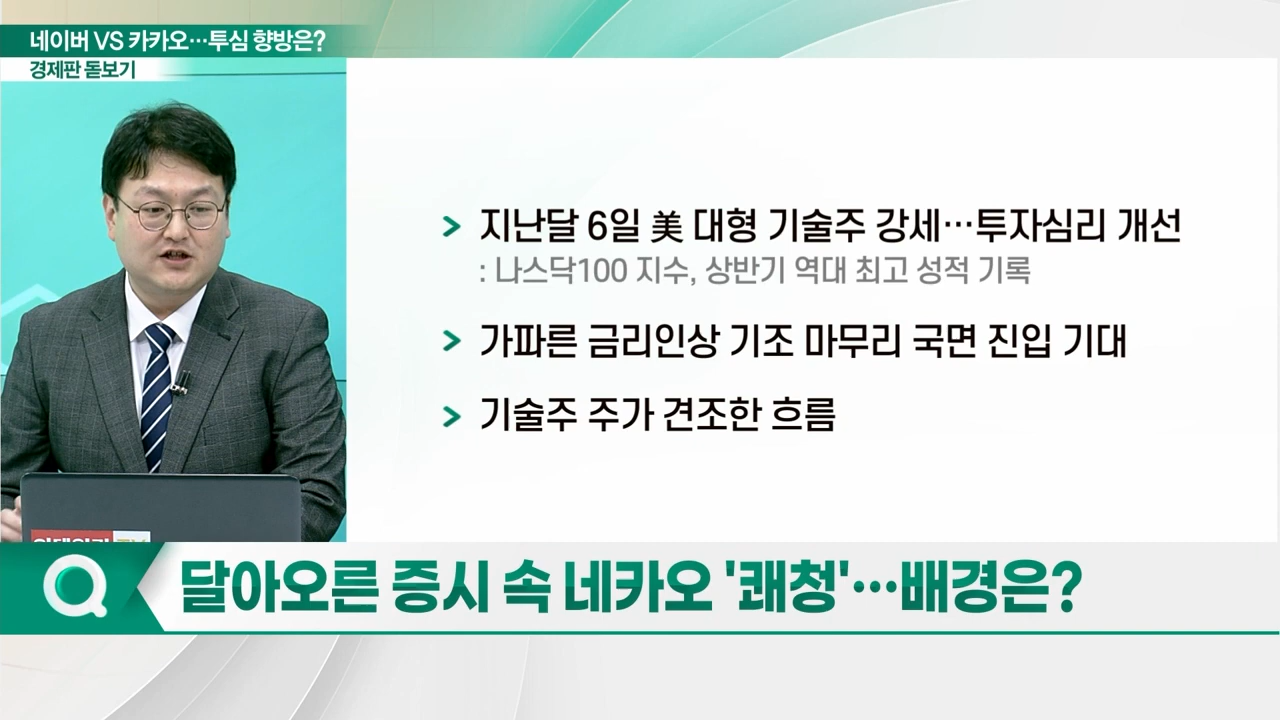 네이버 VS 카카오…투심 향방은?
경제판 돋보기
> 지난달 6일 美 대형 기술주 강세…투자심리 개선
: 나스닥100 지수, 상반기 역대 최고 성적 기록
> 가파른 금리인상 기조 마무리 국면 진입 기대
> 기술주 주가 견조한 흐름
달아오른 증시 속 네카오 '쾌청'…배경은?